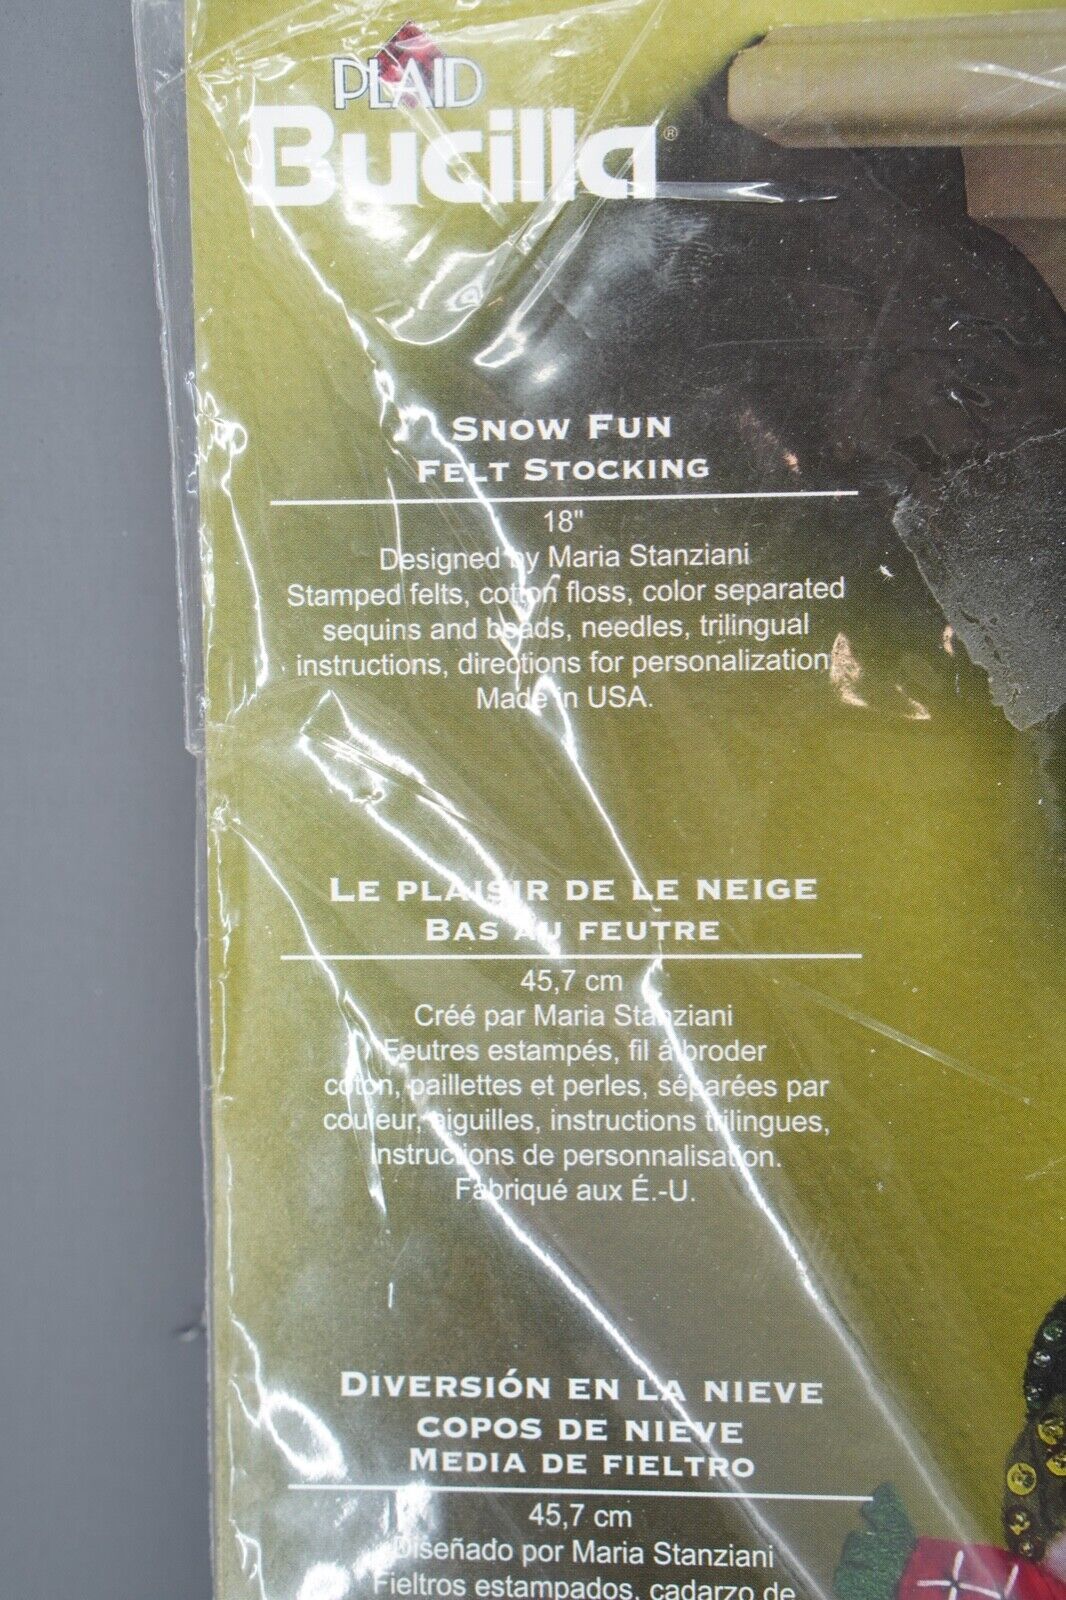 PLAID
Bucilla®
SNOW FUN
FELT STOCKING
18"
Designed by Maria Stanziani
Stamped felts, cotton floss, color separated
sequins and beads, needles, trilingual
instructions, directions for personalization.
Made in USA.
LE PLAISIR DE LE NEIGE
BAS AU FEUTRE
45,7 cm
Créé par Maria Stanziani
Feutres estampés, fil á broder
coton, paillettes et perles, séparées par
couleur, aiguilles, instructions trilingues,
instructions de personnalisation.
Fabriqué aux É.-U.
DIVERSIÓN EN LA NIEVE
COPOS DE NIEVE
MEDIA DE FIELTRO
45,7 cm
Diseñado por Maria Stanziani
Fieltros estampados, cadarzo de